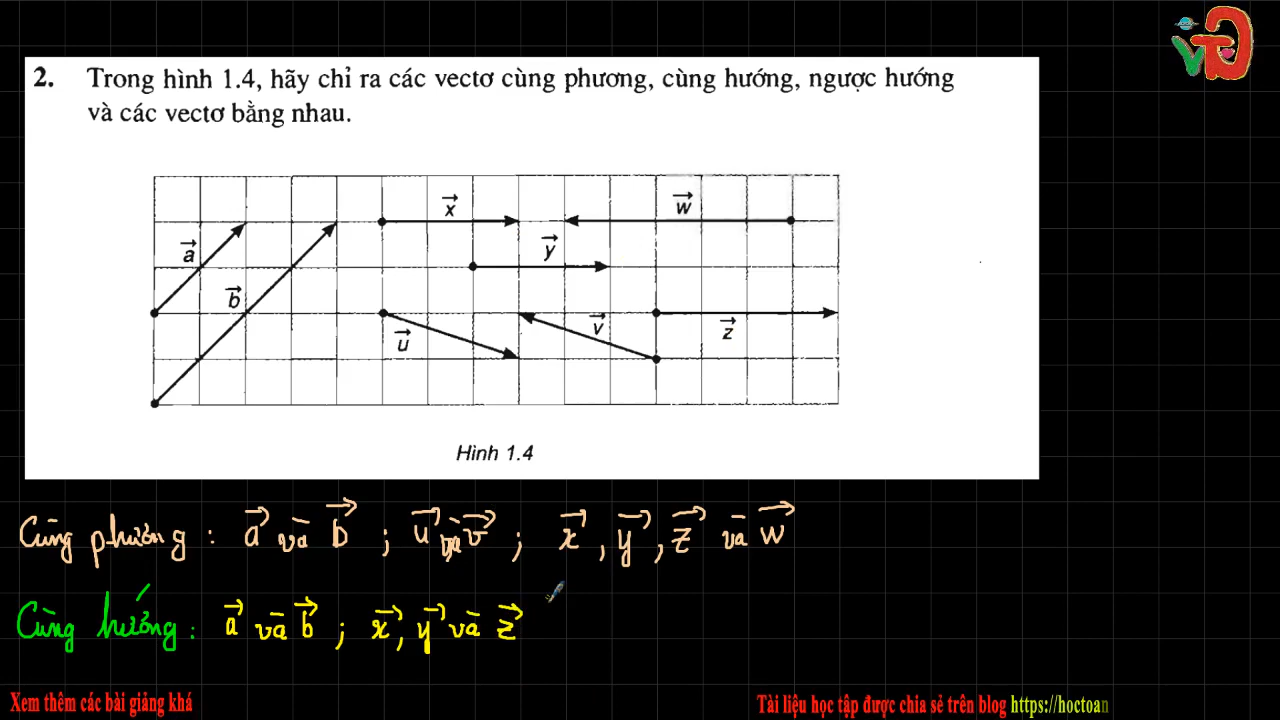 2. Trong hình 1.4, hãy chỉ ra các vectơ cùng phương, cùng hướng, ngược hướng
và các vectơ bằng nhau.
x
w
a
y
b
u
v
z
Hình 1.4
Cùng phương : a và b ; u và v ; x , y , z và w
Cùng hướng : a và b ; x , y và z
Xem thêm các bài giảng khá
Tài liệu học tập được chia sẻ trên blog https://hoctoan